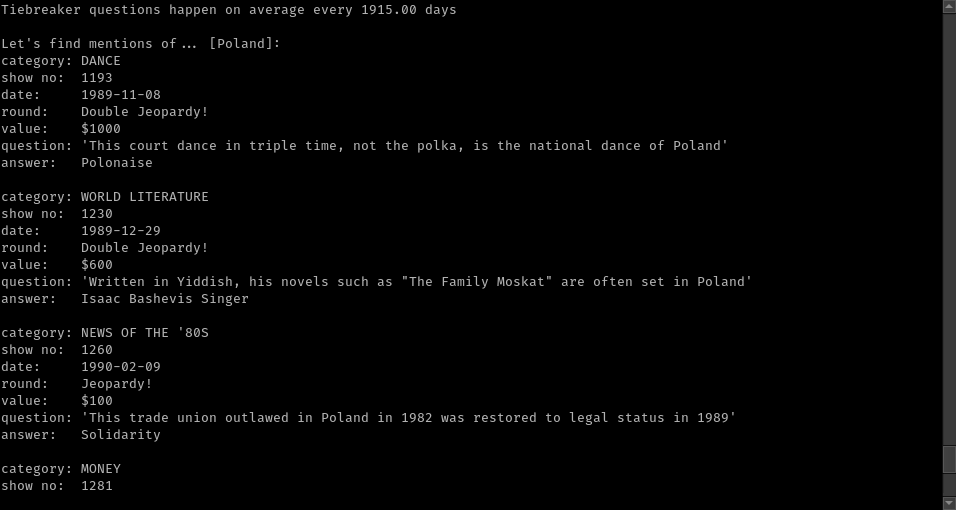 Tiebreaker questions happen on average every 1915.00 days
Let's find mentions of... [Poland]:
category: DANCE
show no:  1193
date:     1989-11-08
round:    Double Jeopardy!
value:    $1000
question: 'This court dance in triple time, not the polka, is the national dance of Poland'
answer:   Polonaise
category: WORLD LITERATURE
show no:  1230
date:     1989-12-29
round:    Double Jeopardy!
value:    $600
question: 'Written in Yiddish, his novels such as "The Family Moskat" are often set in Poland'
answer:   Isaac Bashevis Singer
category: NEWS OF THE '80S
show no:  1260
date:     1990-02-09
round:    Jeopardy!
value:    $100
question: 'This trade union outlawed in Poland in 1982 was restored to legal status in 1989'
answer:   Solidarity
category: MONEY
show no:  1281